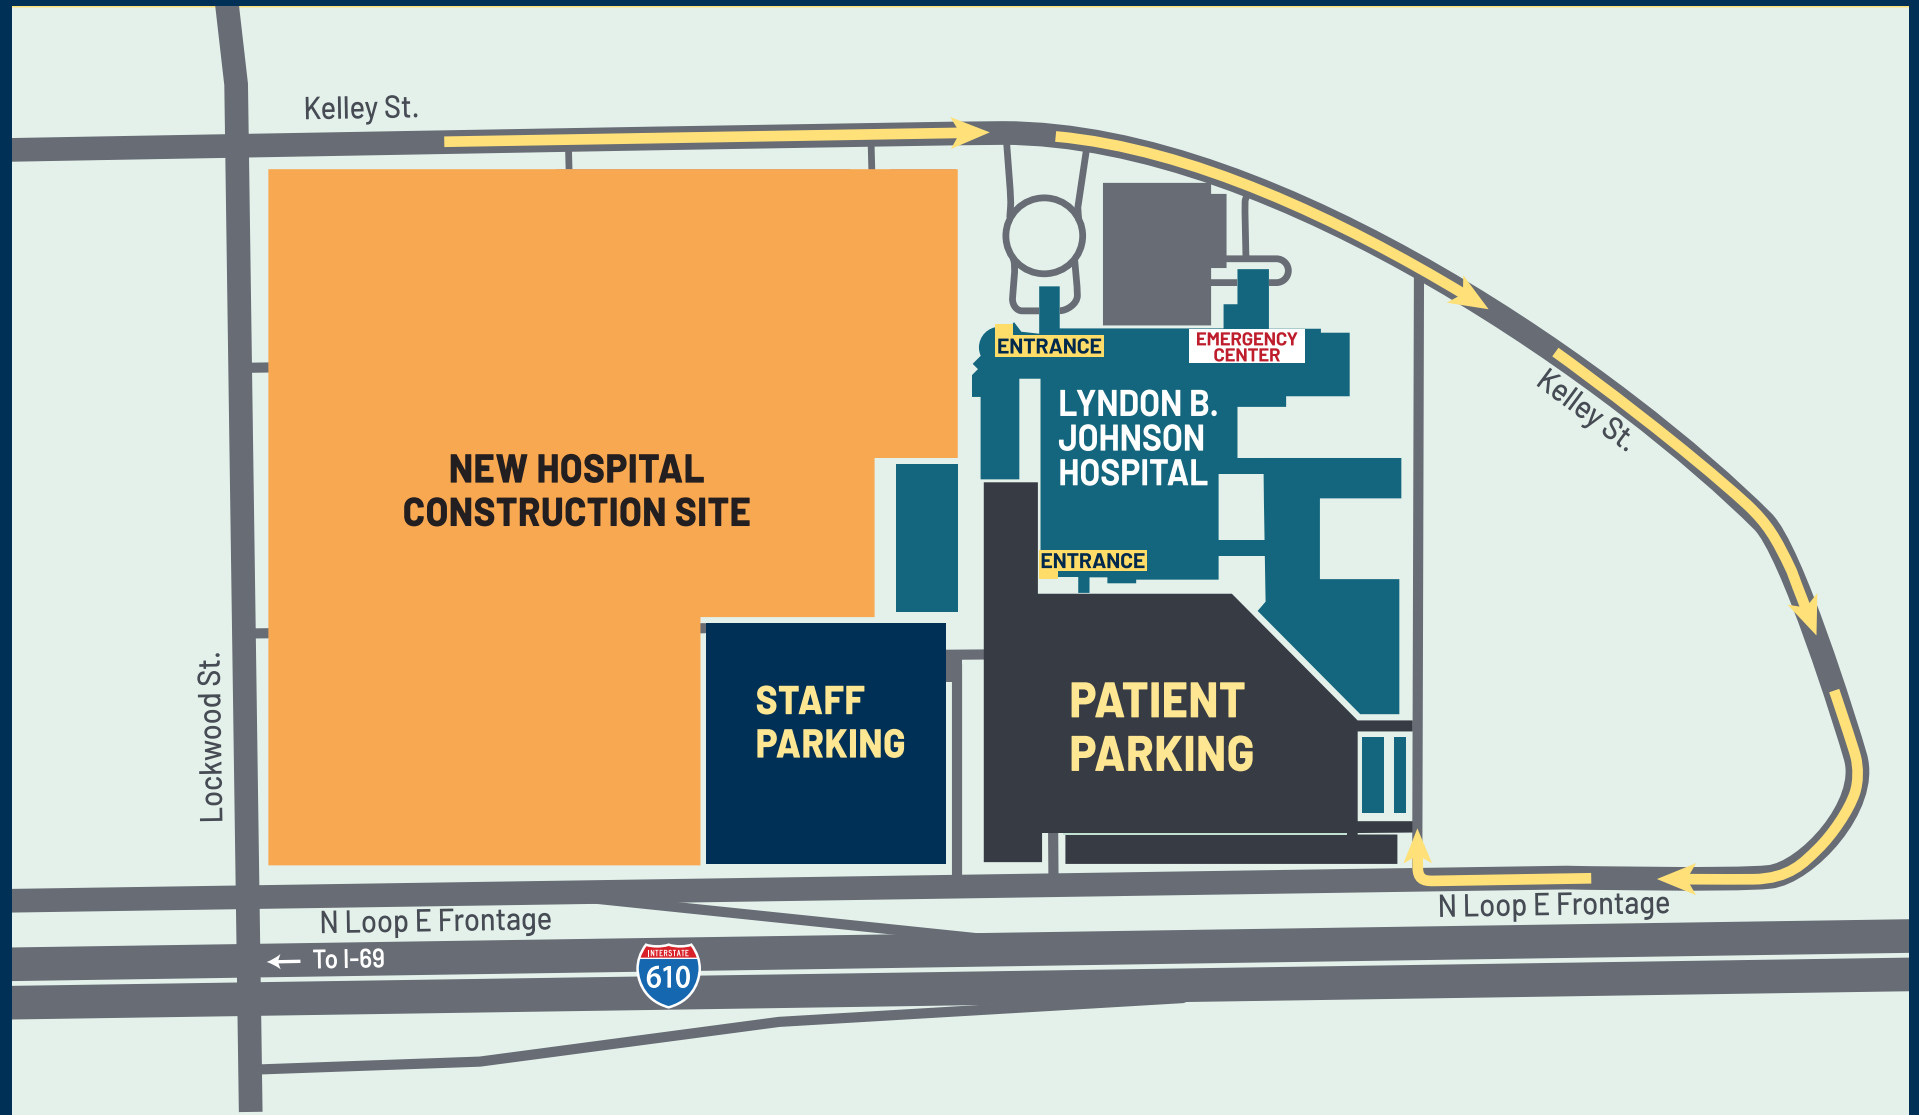 Kelley St.
ENTRANCE
EMERGENCY
CENTER
LYNDON B.
JOHNSON
HOSPITAL
Kelley St.
NEW HOSPITAL
CONSTRUCTION SITE
ENTRANCE
STAFF
PARKING
PATIENT
PARKING
Lockwood St.
N Loop E Frontage
N Loop E Frontage
To I-69
INTERSTATE
610